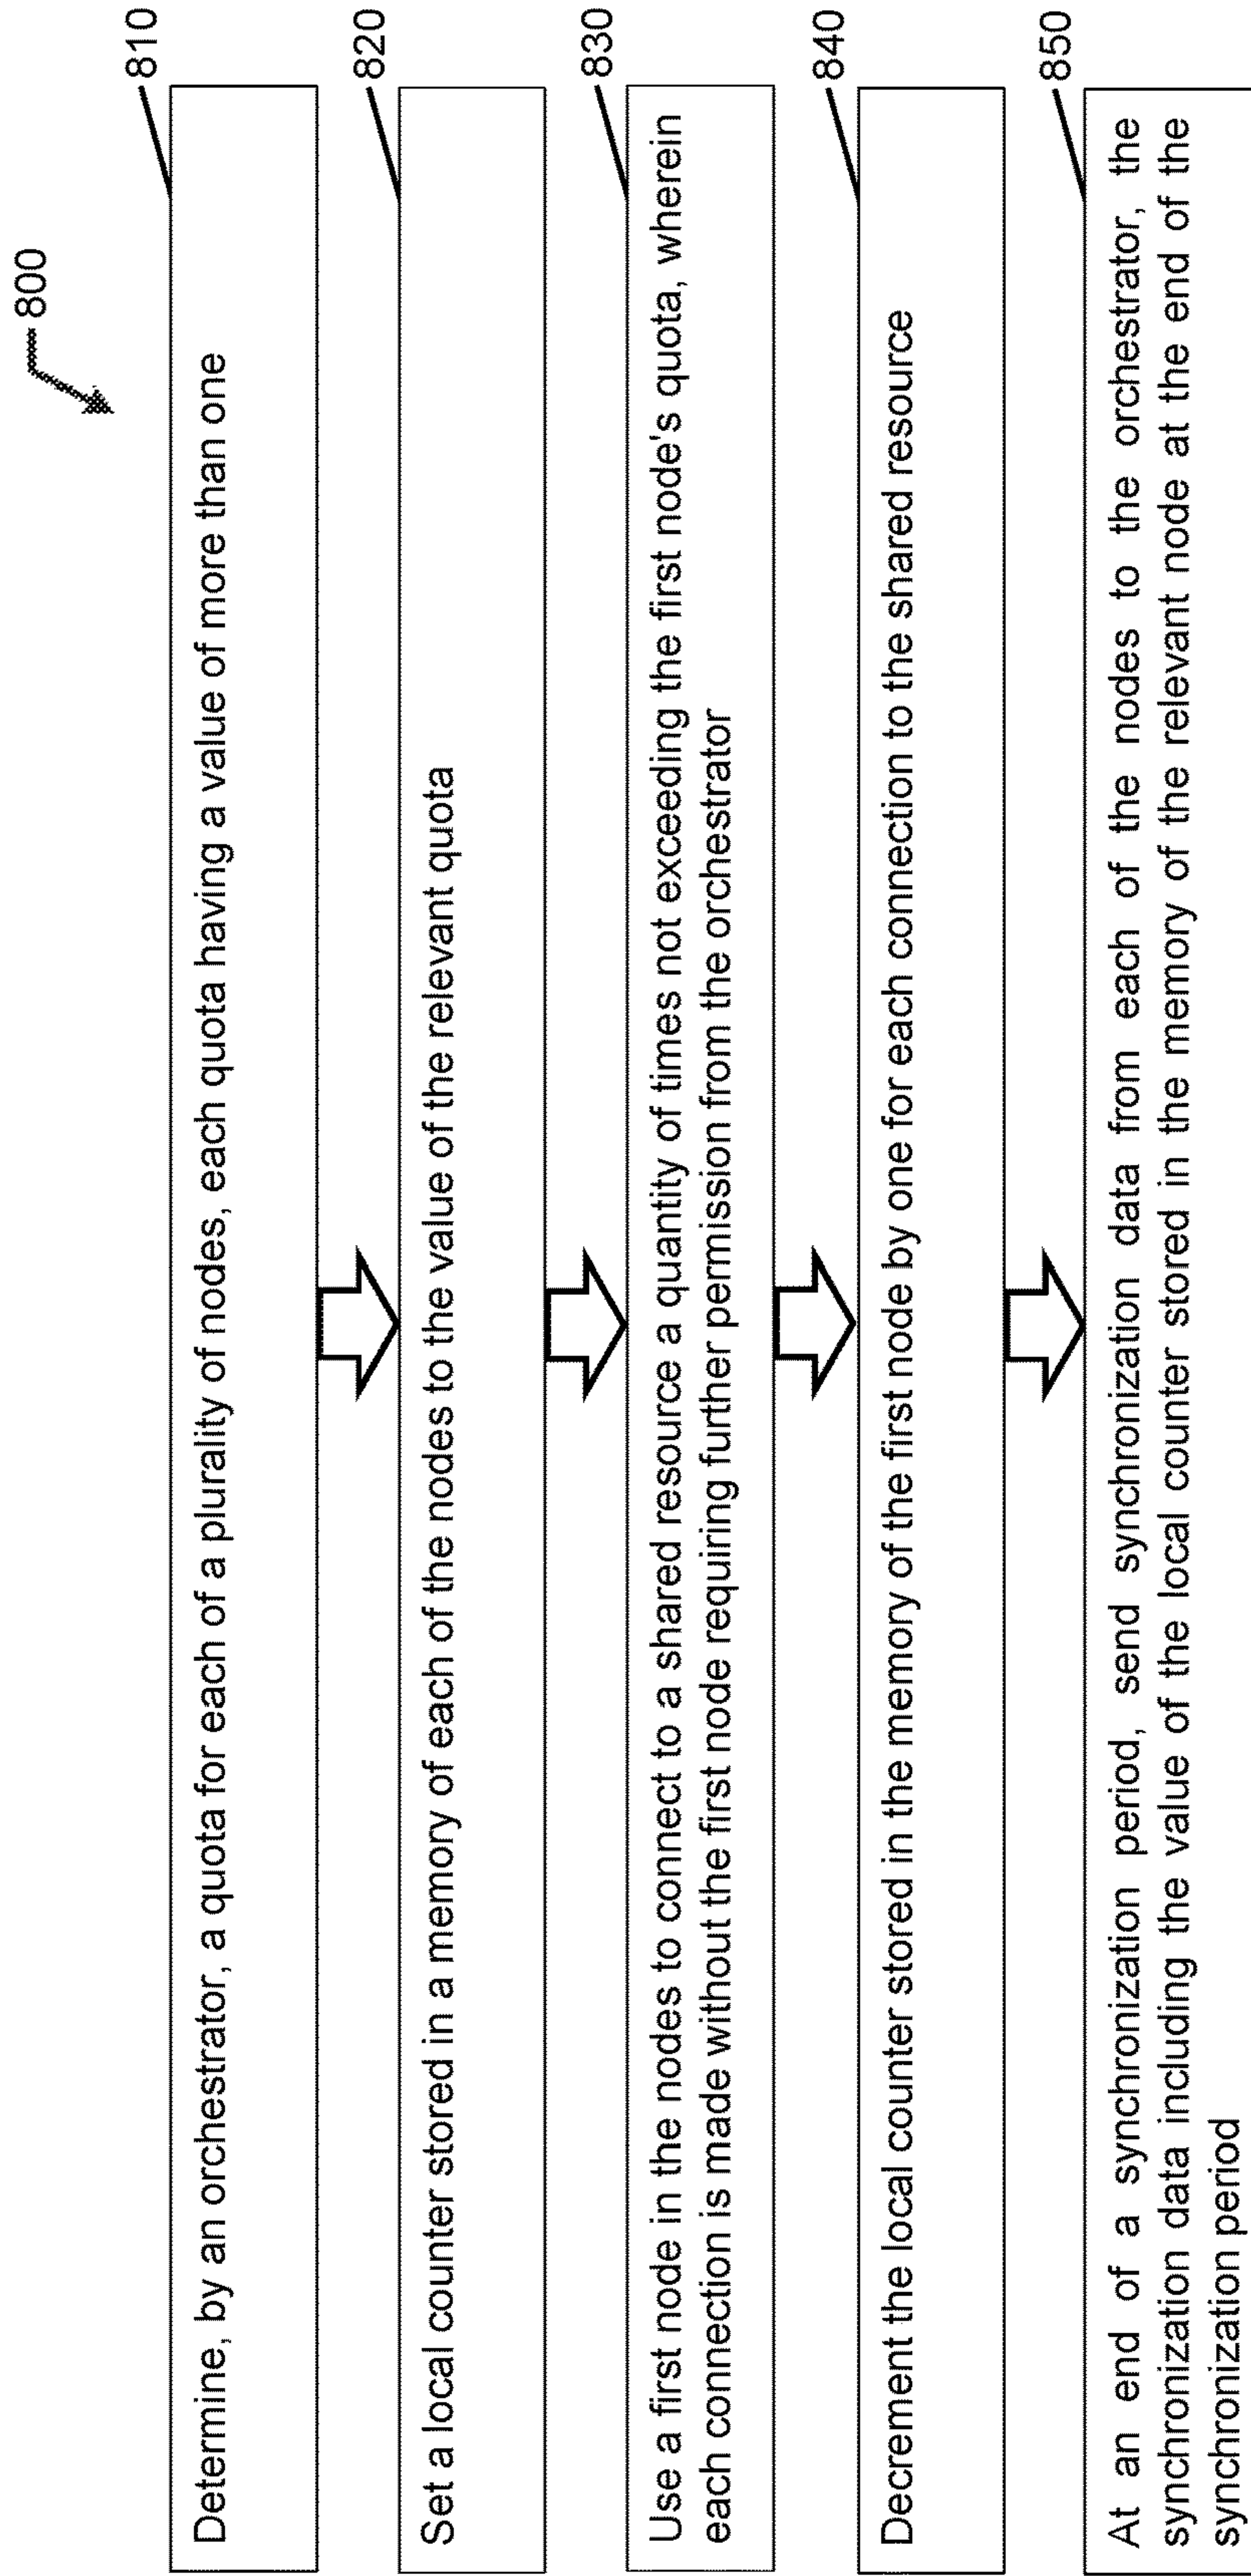 800
810
Determine, by an orchestrator, a quota for each of a plurality of nodes, each quota having a value of more than one
820
Set a local counter stored in a memory of each of the nodes to the value of the relevant quota
830
Use a first node in the nodes to connect to a shared resource a quantity of times not exceeding the first node's quota, wherein
each connection is made without the first node requiring further permission from the orchestrator
840
Decrement the local counter stored in the memory of the first node by one for each connection to the shared resource
850
At an end of a synchronization period, send synchronization data from each of the nodes to the orchestrator, the
synchronization data including the value of the local counter stored in the memory of the relevant node at the end of the
synchronization period